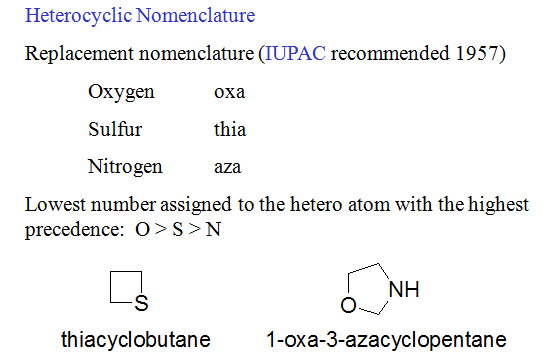 Heterocyclic Nomenclature
Replacement nomenclature (IUPAC recommended 1957)
Oxygen oxa
Sulfur thia
Nitrogen aza
Lowest number assigned to the hetero atom with the highest
precedence: O > S > N
S
O
NH
thiacyclobutane 1-oxa-3-azacyclopentane